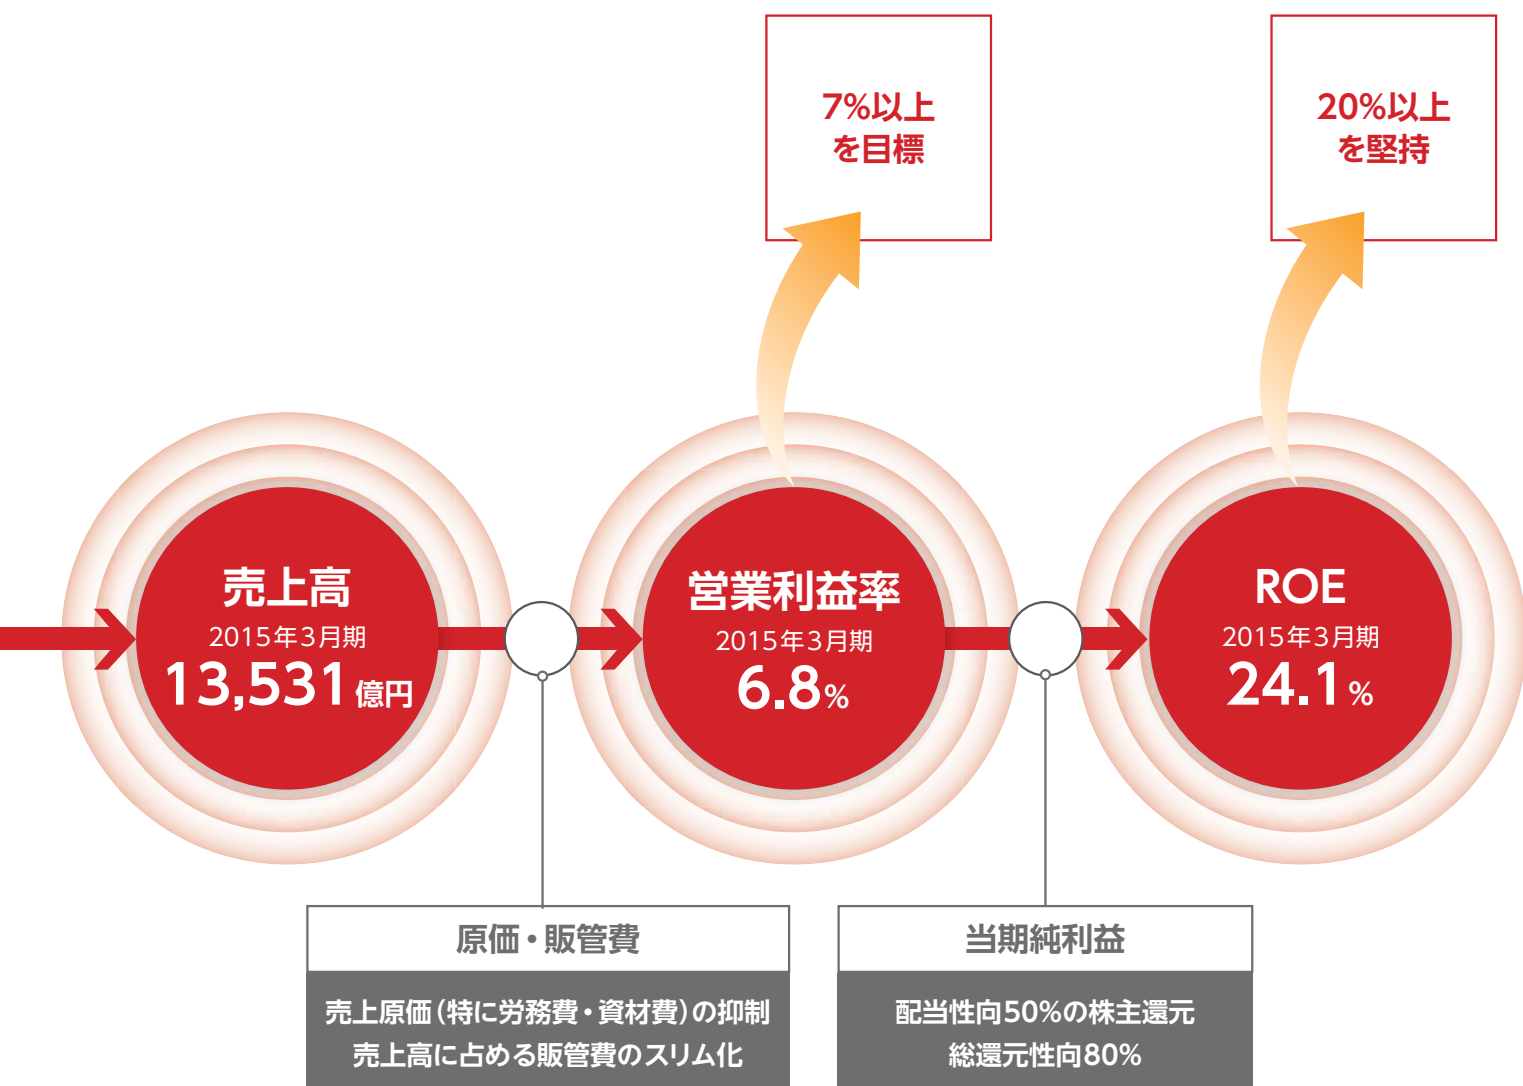 7%以上
を目標
20%以上
を堅持
売上高
2015年3月期
13,531億円
営業利益率
2015年3月期
6.8%
ROE
2015年3月期
24.1%
原価・販管費
売上原価(特に労務費・資材費)の抑制
売上高に占める販管費のスリム化
当期純利益
配当性向50%の株主還元
総還元性向80%